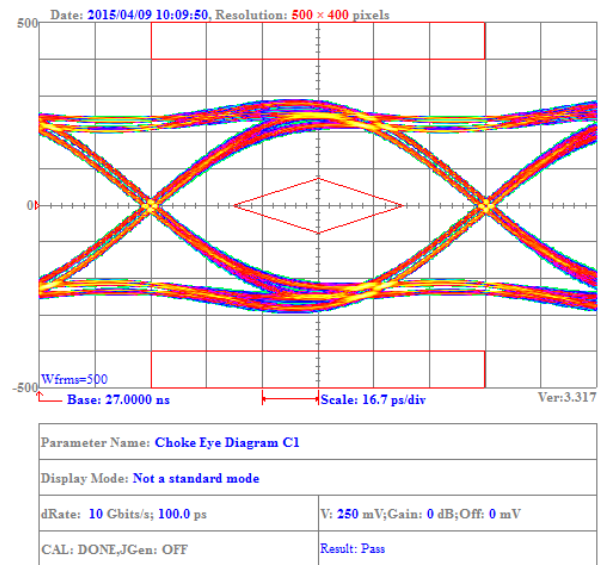 Date: 2015/04/09 10:09:50, Resolution: 500 × 400 pixels
500
0
-500
Wfrms=500
Base: 27.0000 ns
Scale: 16.7 ps/div
Ver:3.317
Parameter Name: Choke Eye Diagram C1
Display Mode: Not a standard mode
dRate: 10 Gbits/s; 100.0 ps
V: 250 mV;Gain: 0 dB;Off: 0 mV
CAL: DONE,JGen: OFF
Result: Pass